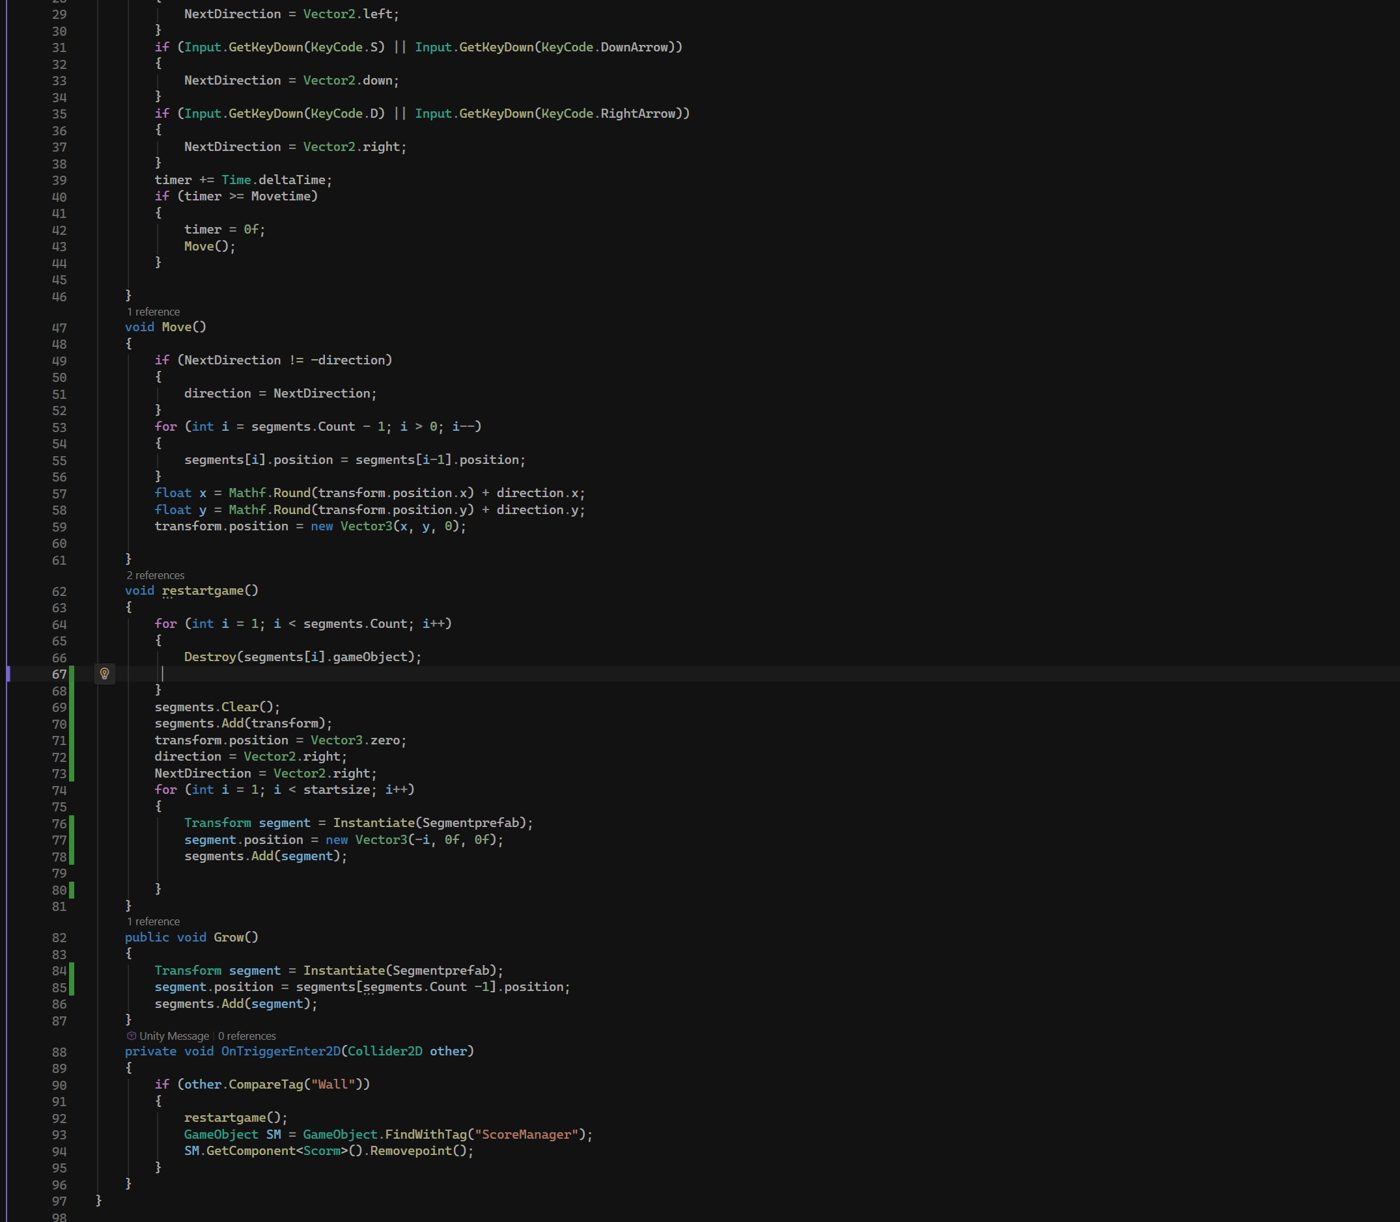 28 {
29 NextDirection = Vector2.left;
30 }
31 if (Input.GetKeyDown(KeyCode.S) || Input.GetKeyDown(KeyCode.DownArrow))
32 {
33 NextDirection = Vector2.down;
34 }
35 if (Input.GetKeyDown(KeyCode.D) || Input.GetKeyDown(KeyCode.RightArrow))
36 {
37 NextDirection = Vector2.right;
38 }
39 timer += Time.deltaTime;
40 if (timer >= Movetime)
41 {
42 timer = 0f;
43 Move();
44 }
45
46 }
1 reference
47 void Move()
48 {
49 if (NextDirection != -direction)
50 {
51 direction = NextDirection;
52 }
53 for (int i = segments.Count - 1; i > 0; i--)
54 {
55 segments[i].position = segments[i-1].position;
56 }
57 float x = Mathf.Round(transform.position.x) + direction.x;
58 float y = Mathf.Round(transform.position.y) + direction.y;
59 transform.position = new Vector3(x, y, 0);
60
61 }
2 references
62 void restartgame()
63 {
64 for (int i = 1; i < segments.Count; i++)
65 {
66 Destroy(segments[i].gameObject);
67
68 }
69 segments.Clear();
70 segments.Add(transform);
71 transform.position = Vector3.zero;
72 direction = Vector2.right;
73 NextDirection = Vector2.right;
74 for (int i = 1; i < startsize; i++)
75 {
76 Transform segment = Instantiate(Segmentprefab);
77 segment.position = new Vector3(-i, 0f, 0f);
78 segments.Add(segment);
79
80 }
81 }
1 reference
82 public void Grow()
83 {
84 Transform segment = Instantiate(Segmentprefab);
85 segment.position = segments[segments.Count -1].position;
86 segments.Add(segment);
87 }
Unity Message | 0 references
88 private void OnTriggerEnter2D(Collider2D other)
89 {
90 if (other.CompareTag("Wall"))
91 {
92 restartgame();
93 GameObject SM = GameObject.FindWithTag("ScoreManager");
94 SM.GetComponent<Scorm>().Removepoint();
95 }
96 }
97 }
98